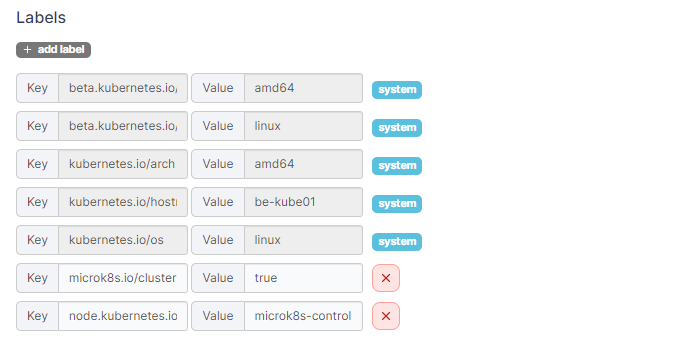 Labels
+ add label
Key beta.kubernetes.io/ Value amd64 system
Key beta.kubernetes.io/ Value linux system
Key kubernetes.io/arch Value amd64 system
Key kubernetes.io/host Value be-kube01 system
Key kubernetes.io/os Value linux system
Key microk8s.io/cluster Value true ×
Key node.kubernetes.io Value microk8s-control ×